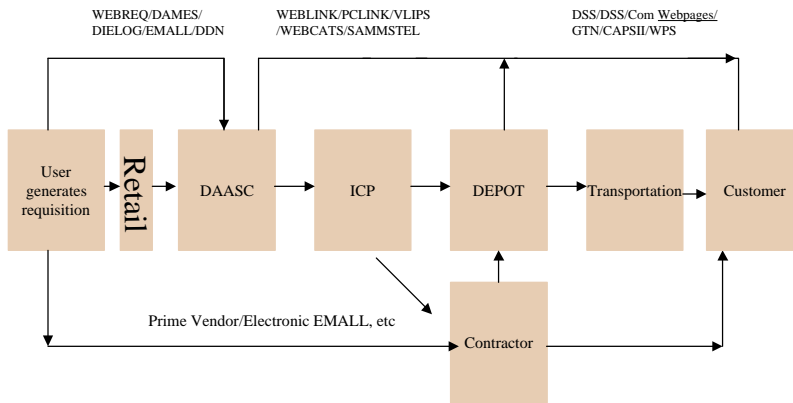 WEBREQ/DAMES/
DIELOG/EMALL/DDN
WEBLINK/PCLINK/VLIPS
/WEBCATS/SAMMSTEL
DSS/DSS/Com Webpages/
GTN/CAPSII/WPS
User
generates
requisition
Retail
DAASC
ICP
DEPOT
Transportation
Customer
Prime Vendor/Electronic EMALL, etc
Contractor